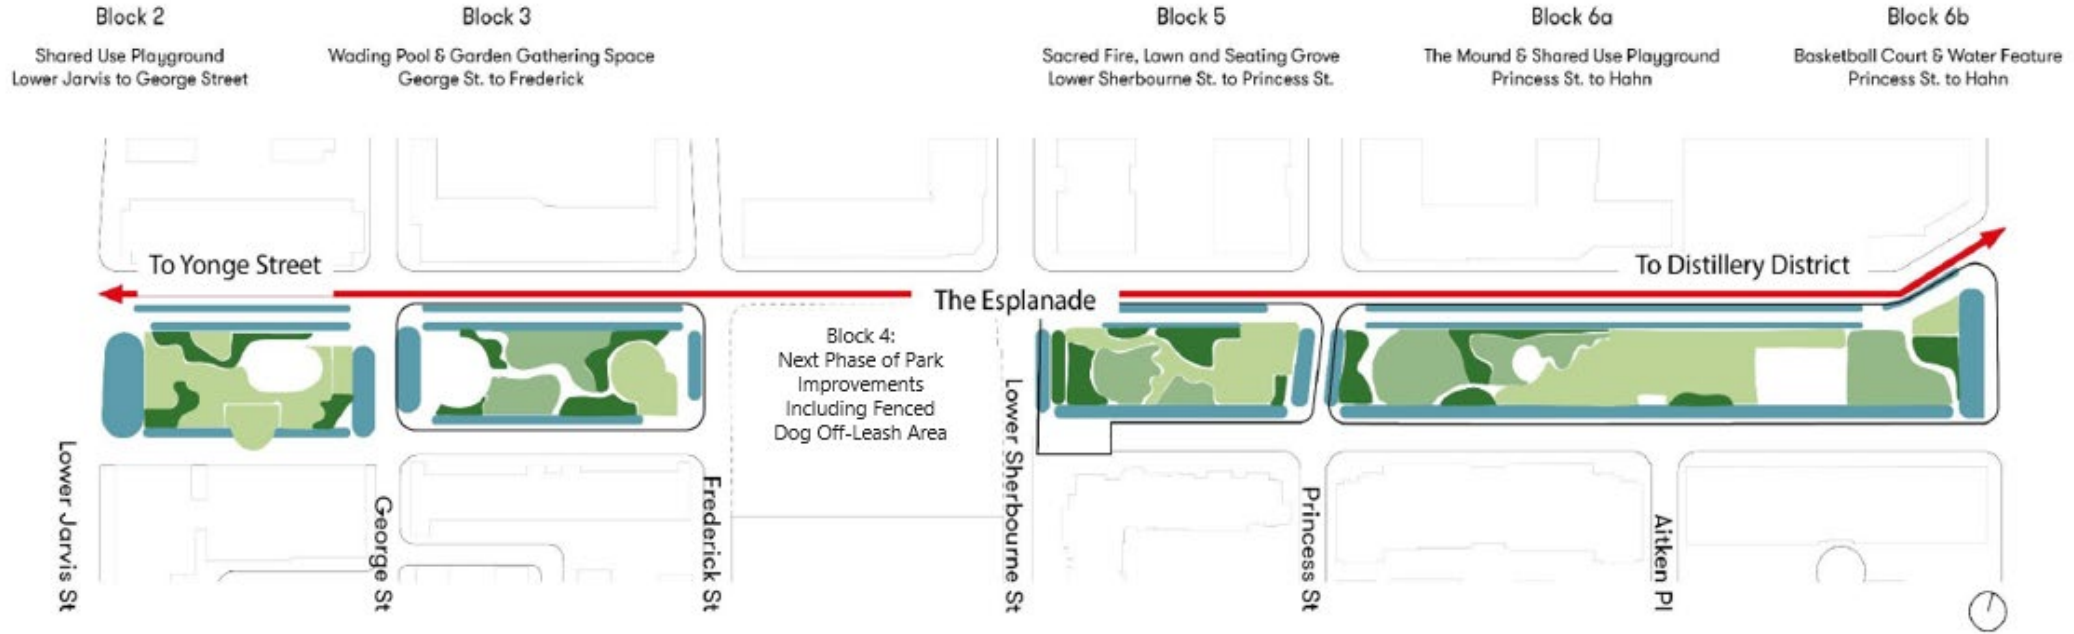 Block 2
Shared Use Playground
Lower Jarvis to George Street
Block 3
Wading Pool & Garden Gathering Space
George St. to Frederick
Block 5
Sacred Fire, Lawn and Seating Grove
Lower Sherbourne St. to Princess St.
Block 6a
The Mound & Shared Use Playground
Princess St. to Hahn
Block 6b
Basketball Court & Water Feature
Princess St. to Hahn
To Yonge Street
The Esplanade
To Distillery District
Block 4:
Next Phase of Park
Improvements
Including Fenced
Dog Off-Leash Area
Lower Jarvis St
George St
Frederick St
Lower Sherbourne St
Princess St
Aitken Pl